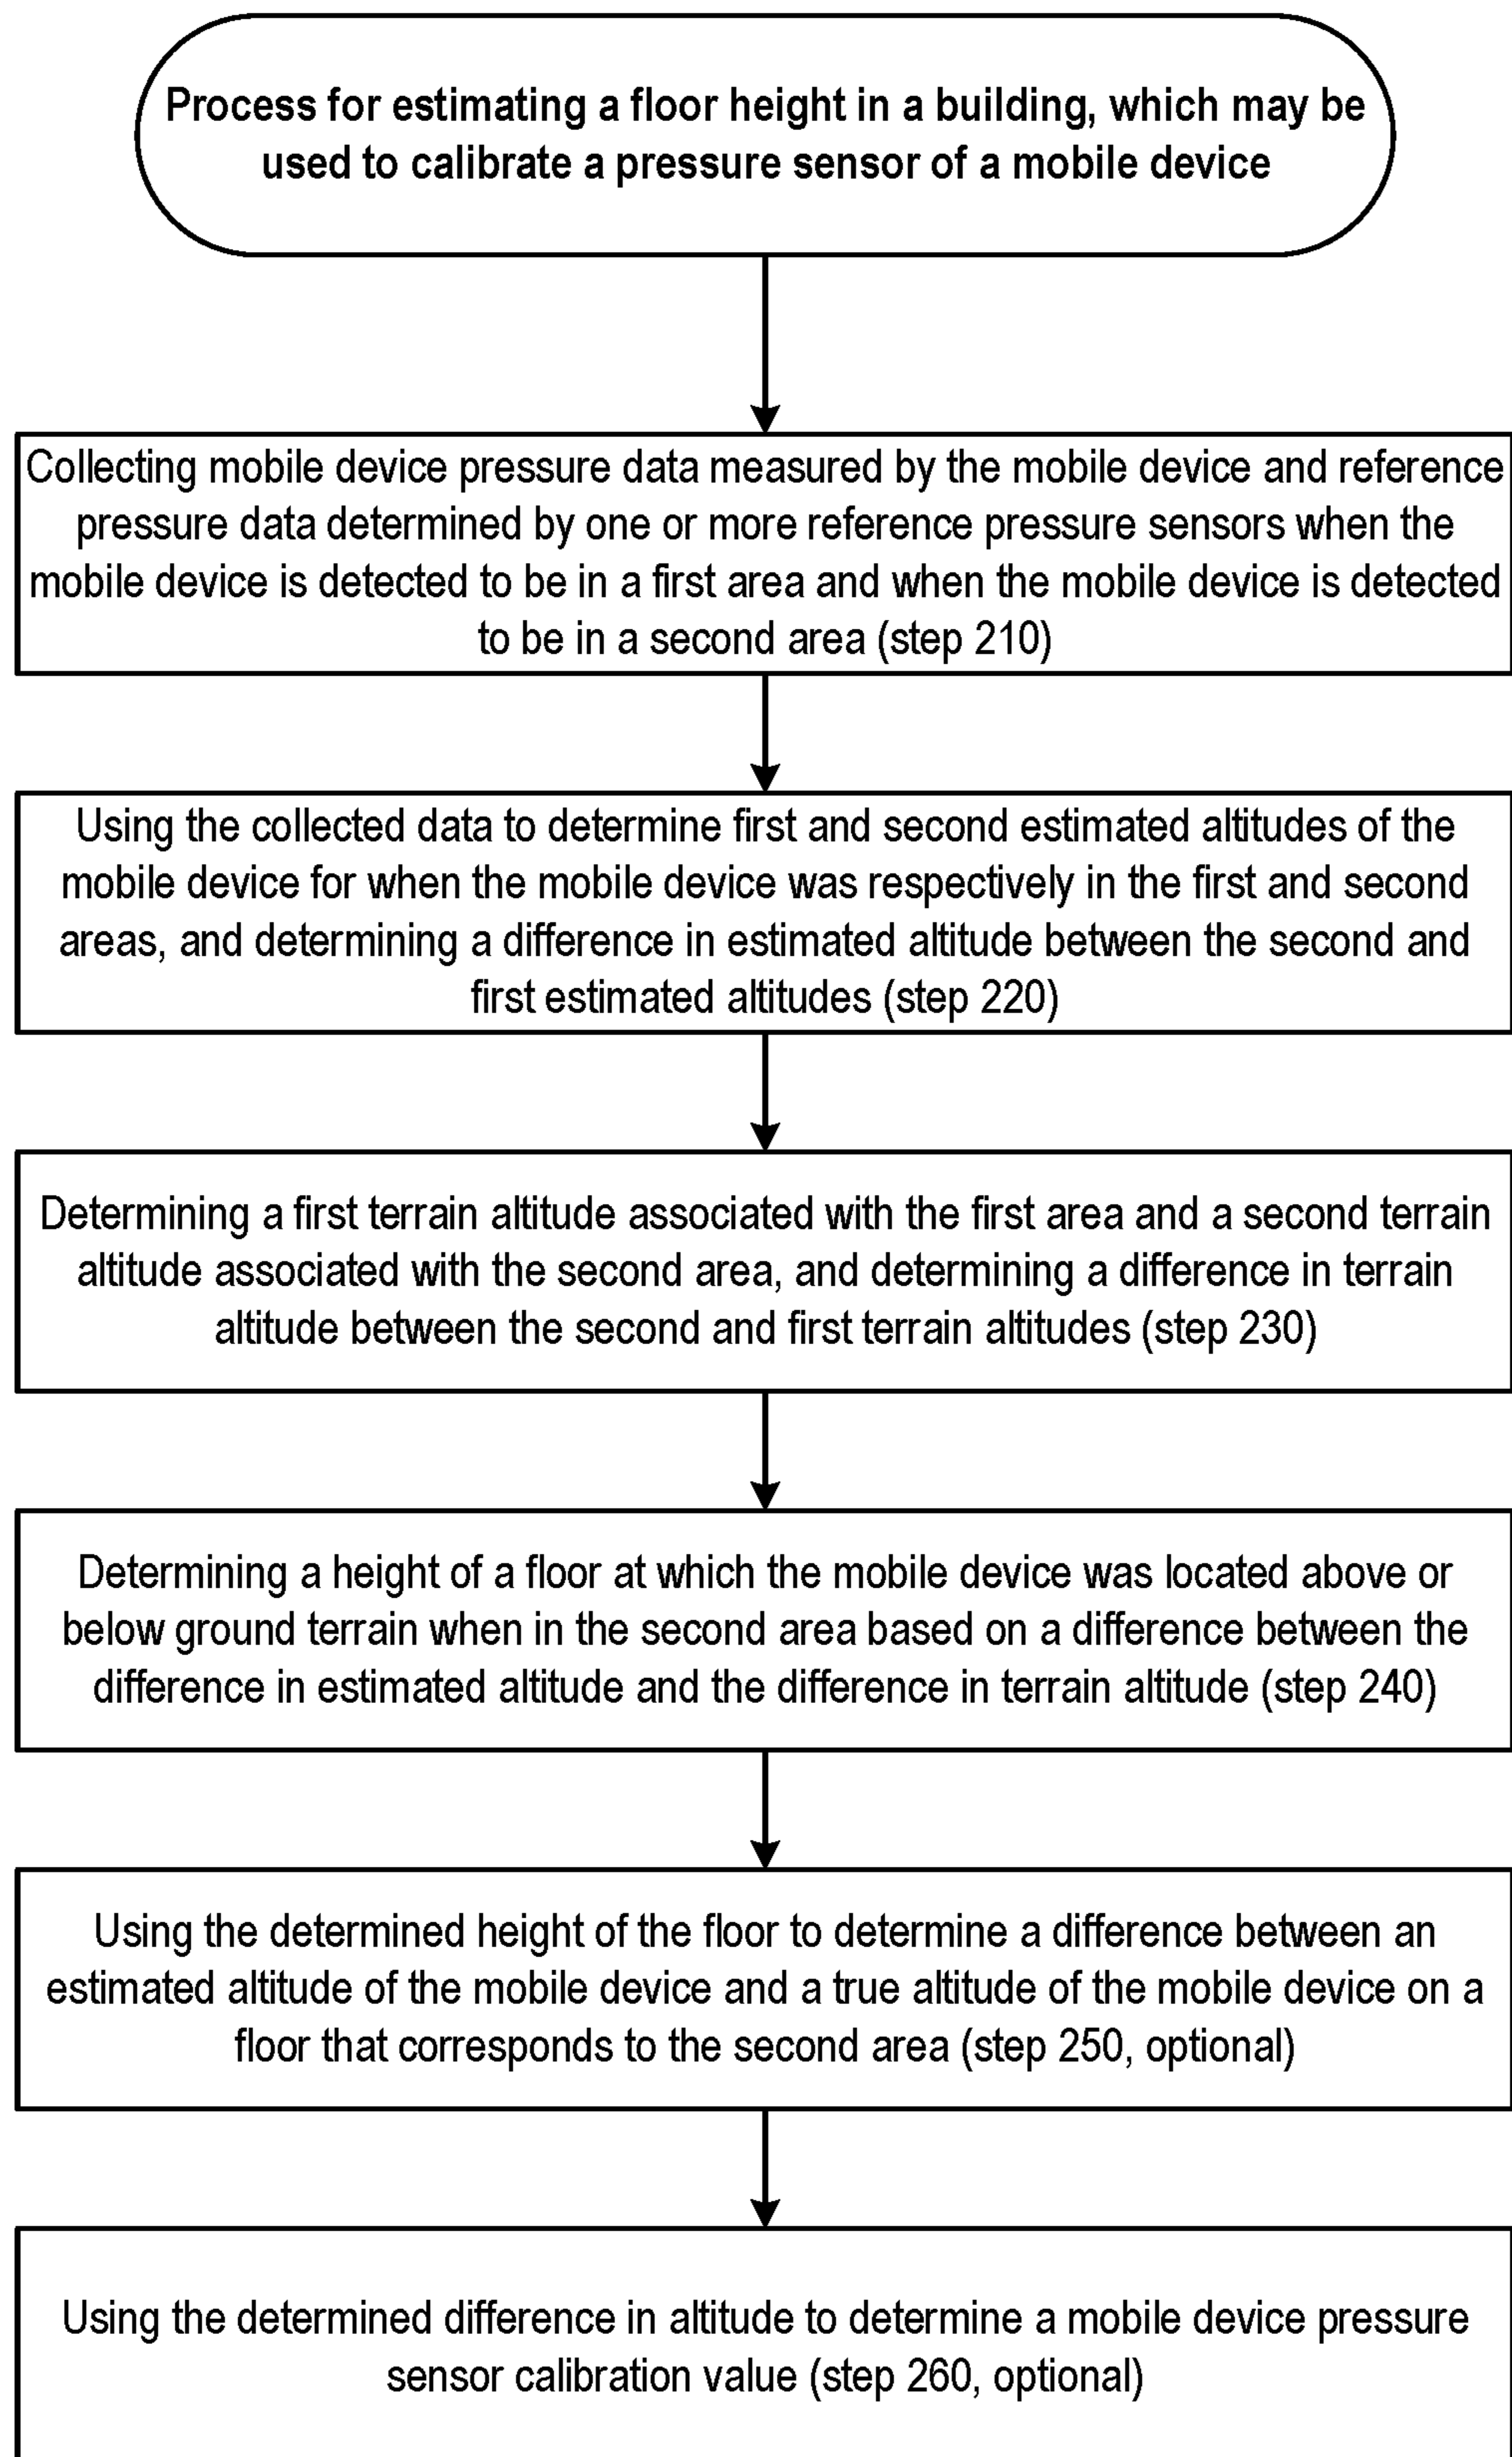 Process for estimating a floor height in a building, which may be
used to calibrate a pressure sensor of a mobile device
Collecting mobile device pressure data measured by the mobile device and reference
pressure data determined by one or more reference pressure sensors when the
mobile device is detected to be in a first area and when the mobile device is detected
to be in a second area (step 210)
Using the collected data to determine first and second estimated altitudes of the
mobile device for when the mobile device was respectively in the first and second
areas, and determining a difference in estimated altitude between the second and
first estimated altitudes (step 220)
Determining a first terrain altitude associated with the first area and a second terrain
altitude associated with the second area, and determining a difference in terrain
altitude between the second and first terrain altitudes (step 230)
Determining a height of a floor at which the mobile device was located above or
below ground terrain when in the second area based on a difference between the
difference in estimated altitude and the difference in terrain altitude (step 240)
Using the determined height of the floor to determine a difference between an
estimated altitude of the mobile device and a true altitude of the mobile device on a
floor that corresponds to the second area (step 250, optional)
Using the determined difference in altitude to determine a mobile device pressure
sensor calibration value (step 260, optional)